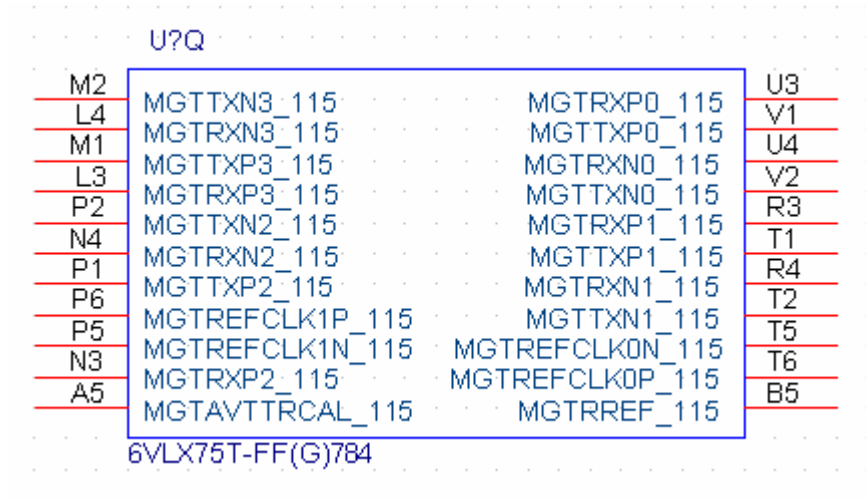 U?Q
M2 MGTTXN3_115 MGTRXP0_115 U3
L4 MGTRXN3_115 MGTTXP0_115 V1
M1 MGTTXP3_115 MGTRXN0_115 U4
L3 MGTRXP3_115 MGTTXN0_115 V2
P2 MGTTXN2_115 MGTRXP1_115 R3
N4 MGTRXN2_115 MGTTXP1_115 T1
P1 MGTTXP2_115 MGTRXN1_115 R4
P6 MGTREFCLK1P_115 MGTTXN1_115 T2
P5 MGTREFCLK1N_115 MGTREFCLK0N_115 T5
N3 MGTRXP2_115 MGTREFCLK0P_115 T6
A5 MGTAVTTRCAL_115 MGTRREF_115 B5
6VLX75T-FF(G)784